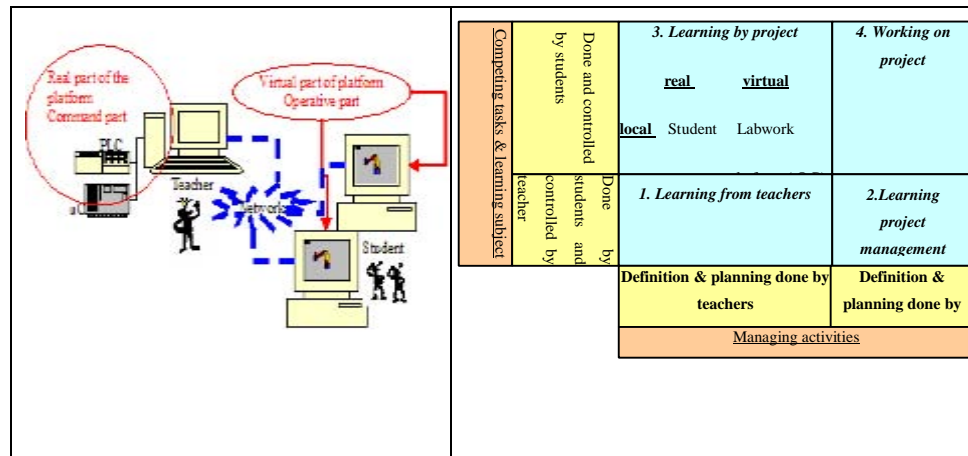 Real part of the
platform
Command part
Virtual part of platform
Operative part
PLC
Teacher
Network
Student
Competing tasks & learning subject
Done and controlled
by students
Done by
students and
controlled by
teacher
3. Learning by project
real virtual
local Student Labwork
4. Working on
project
1. Learning from teachers
2.Learning
project
management
Definition & planning done by
teachers
Definition &
planning done by
Managing activities